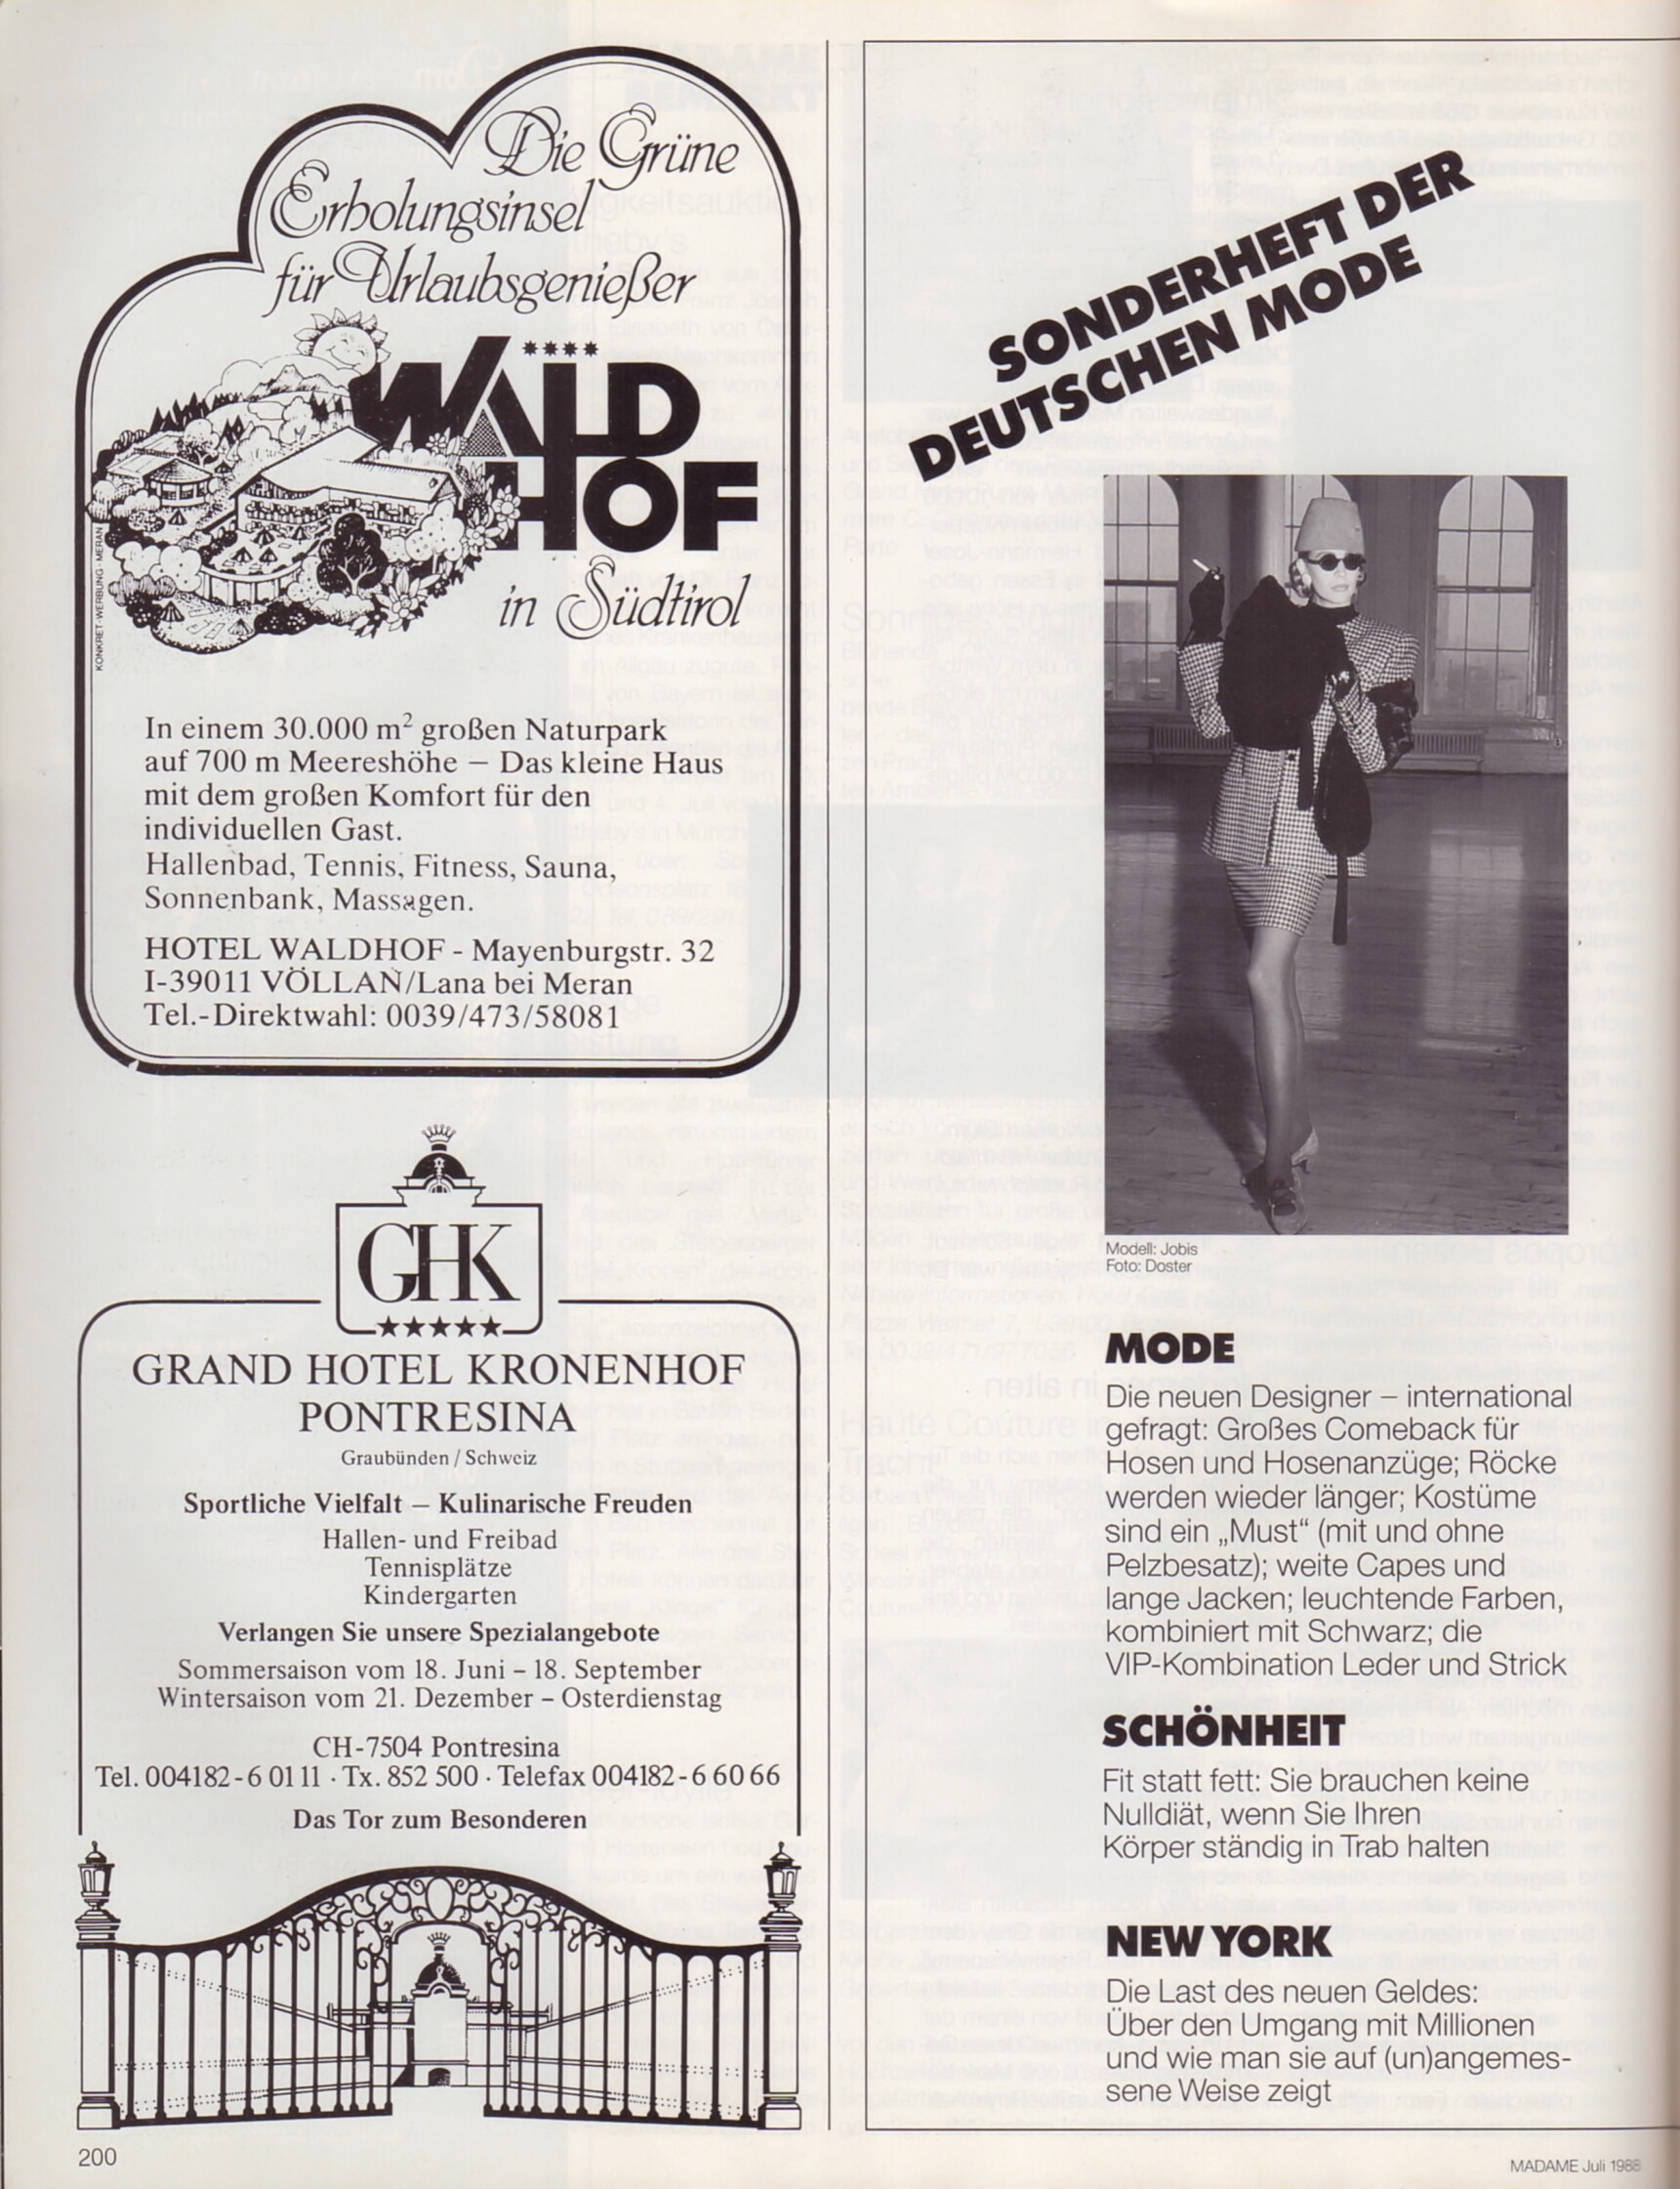 Die Grüne
Erholungsinsel
für Urlaubsgenießer
WALD
HOF
in Südtirol
KONKRET-WERBUNG-MERAN
In einem 30.000 m² großen Naturpark
auf 700 m Meereshöhe – Das kleine Haus
mit dem großen Komfort für den
individuellen Gast.
Hallenbad, Tennis, Fitness, Sauna,
Sonnenbank, Massagen.
HOTEL WALDHOF - Mayenburgstr. 32
I-39011 VÖLLAN/Lana bei Meran
Tel.-Direktwahl: 0039/473/58081
GHK
★★★★★
GRAND HOTEL KRONENHOF
PONTRESINA
Graubünden / Schweiz
Sportliche Vielfalt – Kulinarische Freuden
Hallen- und Freibad
Tennisplätze
Kindergarten
Verlangen Sie unsere Spezialangebote
Sommersaison vom 18. Juni – 18. September
Wintersaison vom 21. Dezember – Osterdienstag
CH-7504 Pontresina
Tel. 004182-6 01 11 · Tx. 852 500 · Telefax 004182-6 60 66
Das Tor zum Besonderen
200
SONDERHEFT DER
DEUTSCHEN MODE
Modell: Jobis
Foto: Doster
MODE
Die neuen Designer – international
gefragt: Großes Comeback für
Hosen und Hosenanzüge; Röcke
werden wieder länger; Kostüme
sind ein „Must“ (mit und ohne
Pelzbesatz); weite Capes und
lange Jacken; leuchtende Farben,
kombiniert mit Schwarz; die
VIP-Kombination Leder und Strick
SCHÖNHEIT
Fit statt fett: Sie brauchen keine
Nulldiät, wenn Sie Ihren
Körper ständig in Trab halten
NEW YORK
Die Last des neuen Geldes:
Über den Umgang mit Millionen
und wie man sie auf (un)angemes-
sene Weise zeigt
MADAME Juli 1988